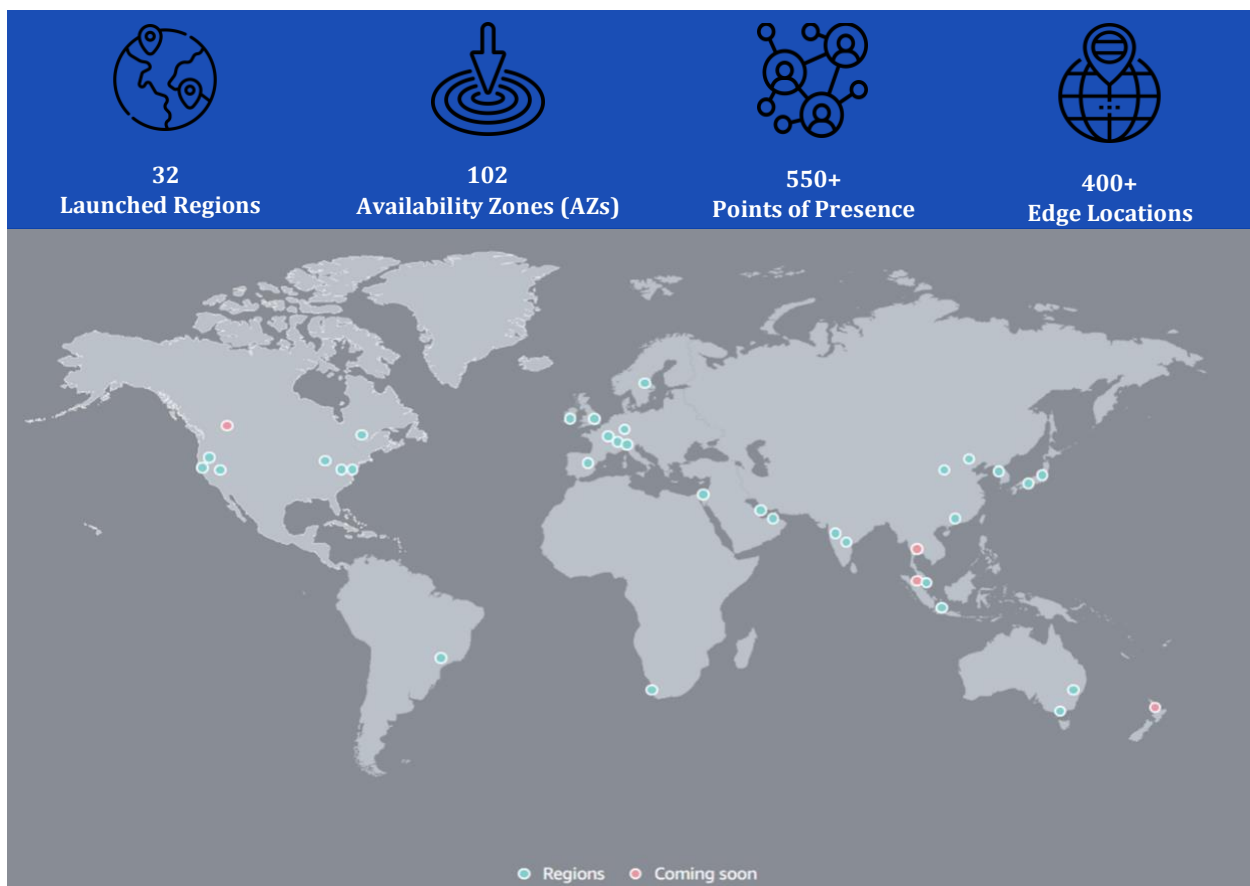 32
Launched Regions
102
Availability Zones (AZs)
550+
Points of Presence
400+
Edge Locations
Regions
Coming soon